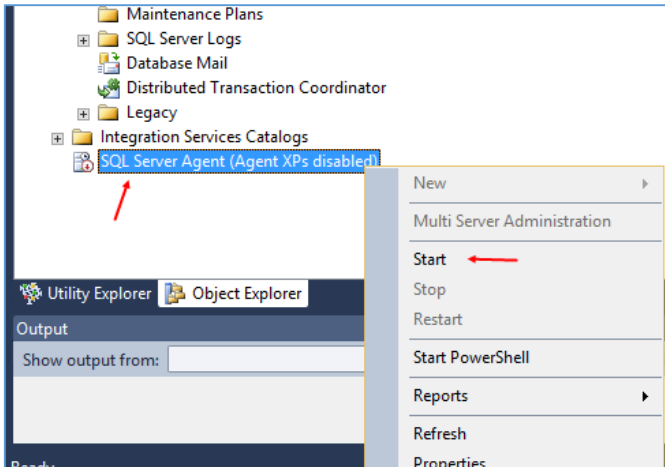 Maintenance Plans
SQL Server Logs
Database Mail
Distributed Transaction Coordinator
Legacy
Integration Services Catalogs
SQL Server Agent (Agent XPs disabled)
New
Multi Server Administration
Start
Stop
Restart
Start PowerShell
Reports
Refresh
Properties
Utility Explorer
Object Explorer
Output
Show output from:
Ready